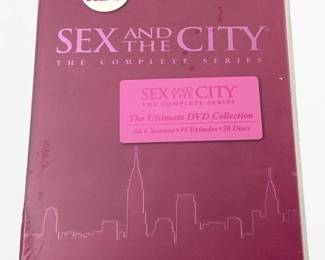 SEX AND THE CITY
THE COMPLETE SERIES
SEX AND THE CITY
THE COMPLETE SERIES
The Ultimate DVD Collection
All 6 Seasons • 94 Episodes • 20 Discs